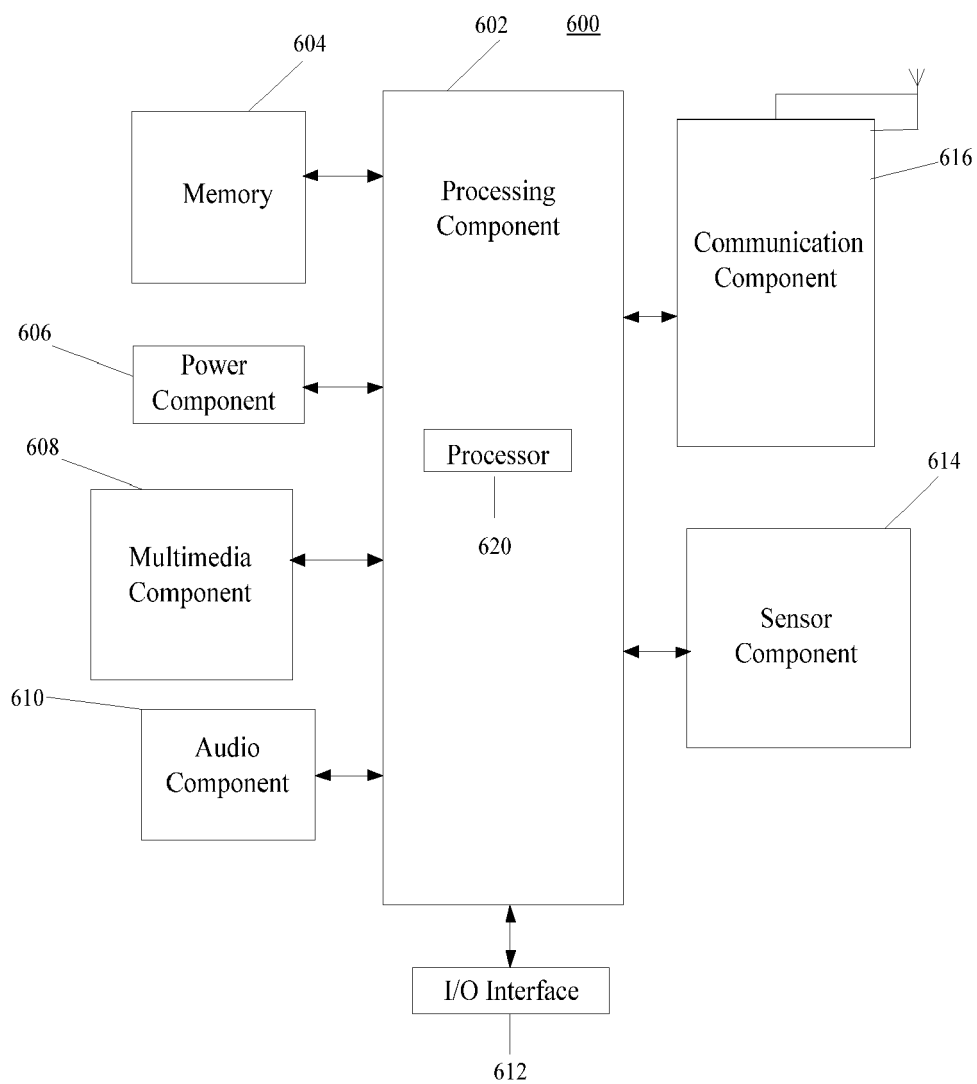 600
602
604
Memory
Processing
Component
616
Communication
Component
606
Power
Component
608
Processor
620
614
Multimedia
Component
Sensor
Component
610
Audio
Component
I/O Interface
612